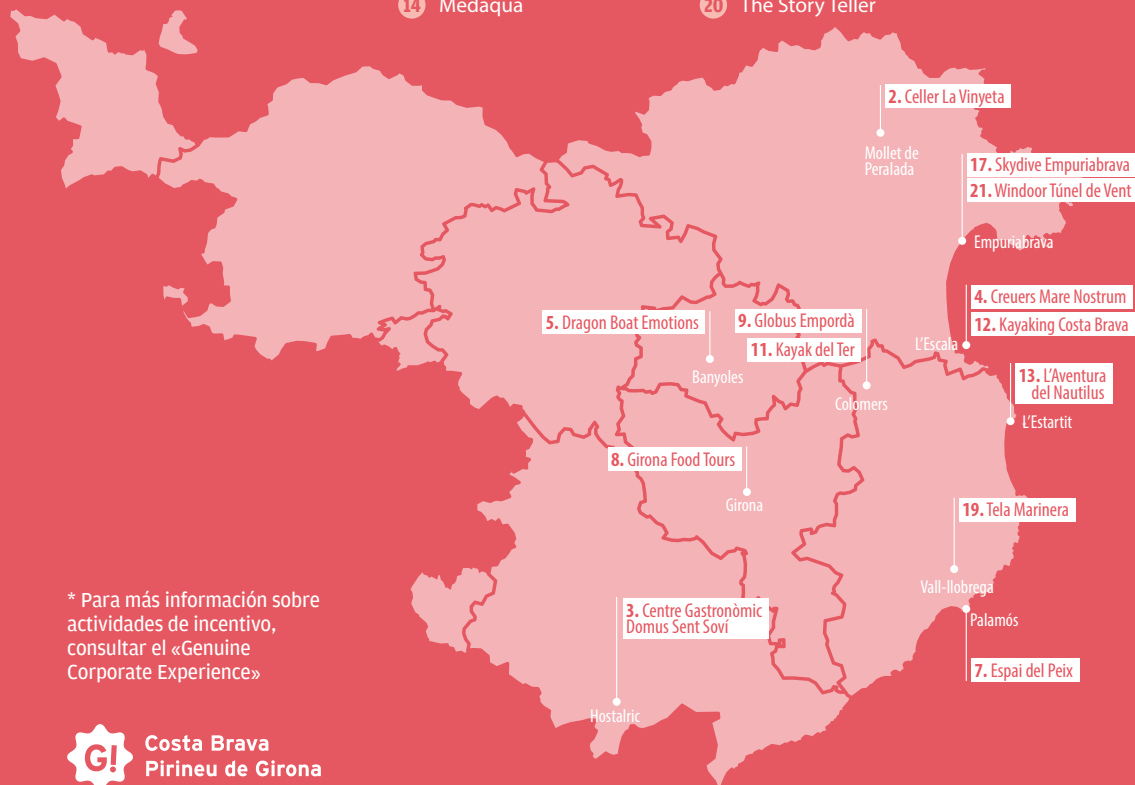 14 Medaqua
20 The Story Teller
2. Celler La Vinyeta
Mollet de
Peralada
17. Skydive Empuriabrava
21. Windoor Túnel de Vent
Empuriabrava
4. Creuers Mare Nostrum
12. Kayaking Costa Brava
L'Escala
5. Dragon Boat Emotions
Banyoles
9. Globus Empordà
11. Kayak del Ter
Colomers
13. L'Aventura
del Nautilus
L'Estartit
8. Girona Food Tours
Girona
19. Tela Marinera
Vall-llobrega
3. Centre Gastronòmic
Domus Sent Soví
Hostalric
Palamós
7. Espai del Peix
* Para más información sobre
actividades de incentivo,
consultar el «Genuine
Corporate Experience»
G!
Costa Brava
Pirineu de Girona